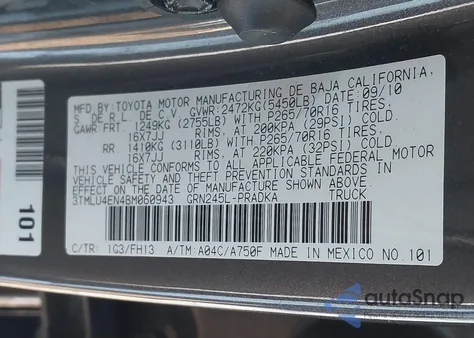 MFD.BY:TOYOTA MOTOR MANUFACTURING DE BAJA CALIFORNIA,
S. DE R.L. DE C.V. GVWR:2472KG(5450LB) DATE:09/10
GAWR:FRT. 1249KG (2755LB) WITH P265/70R16 TIRES,
16X7JJ RIMS, AT 200KPA (29PSI) COLD.
RR. 1410KG (3110LB) WITH P265/70R16 TIRES,
16X7JJ RIMS, AT 220KPA (32PSI) COLD.
THIS VEHICLE CONFORMS TO ALL APPLICABLE FEDERAL MOTOR
VEHICLE SAFETY AND THEFT PREVENTION STANDARDS IN
EFFECT ON THE DATE OF MANUFACTURE SHOWN ABOVE.
3TMLU4EN4BM060943 GRN245L-PRADKA TRUCK
C/TR: 1G3/FH13 A/TM:A04C/A750F MADE IN MEXICO NO.101
101
autoSnap